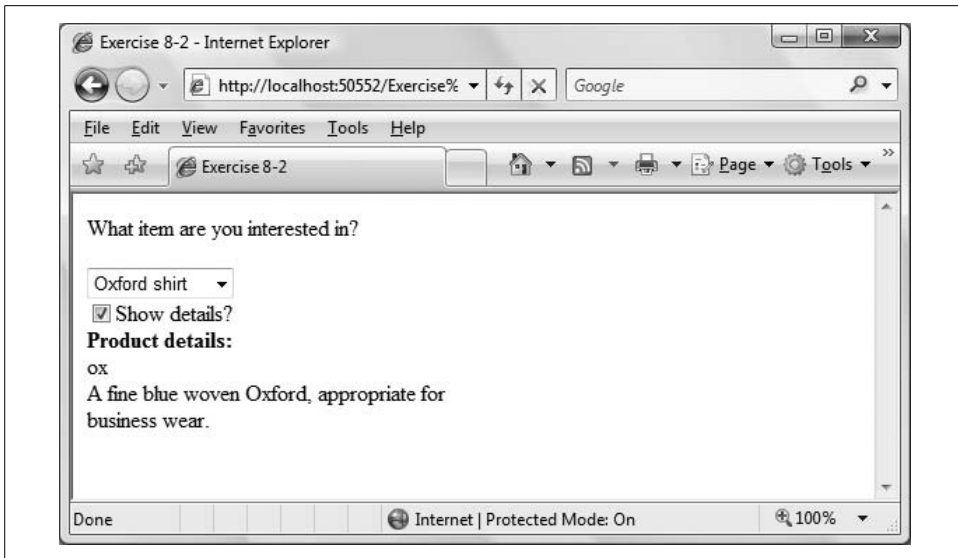 Exercise 8-2 - Internet Explorer
http://localhost:50552/Exercise%
Google
File Edit View Favorites Tools Help
Exercise 8-2
Page Tools »
What item are you interested in?
Oxford shirt
Show details?
Product details:
ox
A fine blue woven Oxford, appropriate for
business wear.
Done
Internet | Protected Mode: On
100%